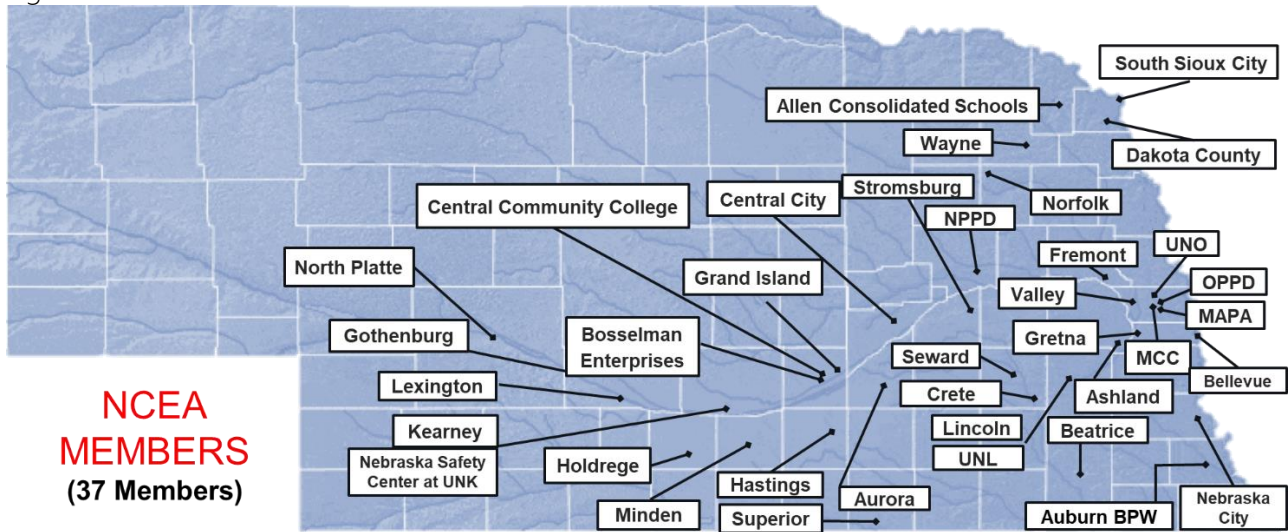 South Sioux City
Allen Consolidated Schools
Wayne
Dakota County
Stromsburg
Central City
Central Community College
Norfolk
NPPD
UNO
Fremont
North Platte
Grand Island
OPPD
Valley
MAPA
Gothenburg
Bosselman
Enterprises
Gretna
Seward
MCC
Lexington
Bellevue
Crete
Ashland
NCEA
MEMBERS
(37 Members)
Kearney
Lincoln
Beatrice
Nebraska Safety
Center at UNK
Holdrege
UNL
Hastings
Aurora
Minden
Superior
Auburn BPW
Nebraska
City